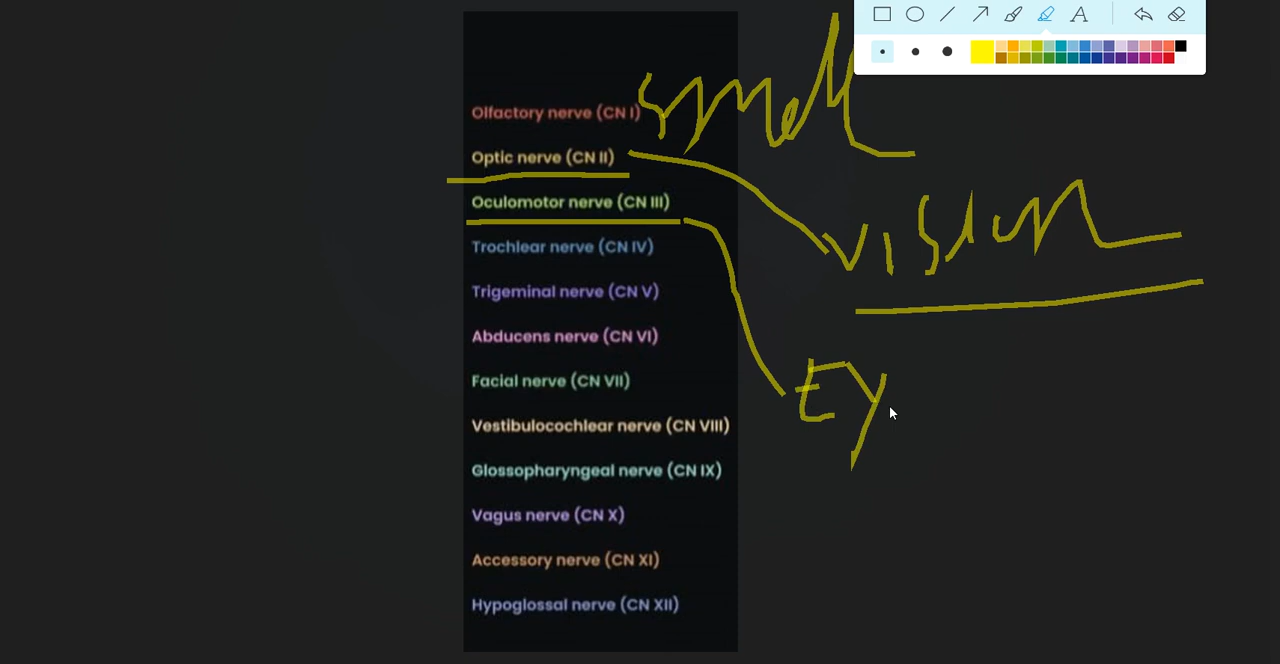 Olfactory nerve (CN I) smell
Optic nerve (CN II)
Oculomotor nerve (CN III) vision
Trochlear nerve (CN IV)
Trigeminal nerve (CN V)
Abducens nerve (CN VI)
Facial nerve (CN VII) Ey
Vestibulocochlear nerve (CN VIII)
Glossopharyngeal nerve (CN IX)
Vagus nerve (CN X)
Accessory nerve (CN XI)
Hypoglossal nerve (CN XII)